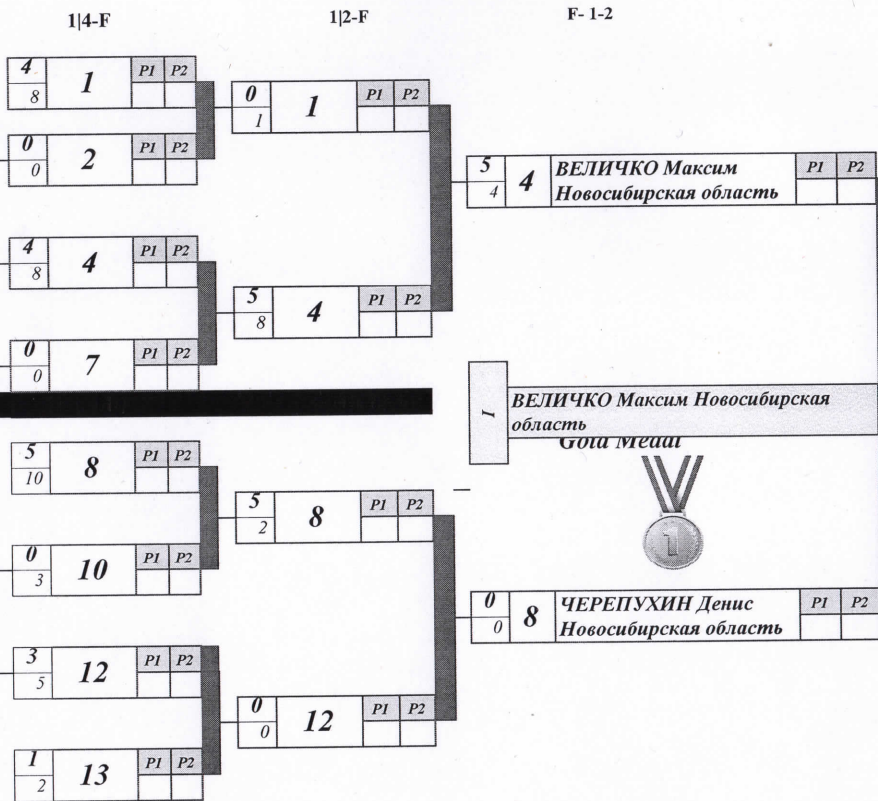 1|4-F
1|2-F
F- 1-2
4
8
1
P1 P2
0
0
2
P1 P2
4
8
4
P1 P2
0
0
7
P1 P2
5
10
8
P1 P2
0
3
10
P1 P2
3
5
12
P1 P2
1
2
13
P1 P2
0
1
1
P1 P2
5
8
4
P1 P2
5
2
8
P1 P2
0
0
12
P1 P2
5
4
4
ВЕЛИЧКО Максим
Новосибирская область
P1 P2
I
ВЕЛИЧКО Максим Новосибирская
область
Gold Medal
1
0
0
8
ЧЕРЕПУХИН Денис
Новосибирская область
P1 P2